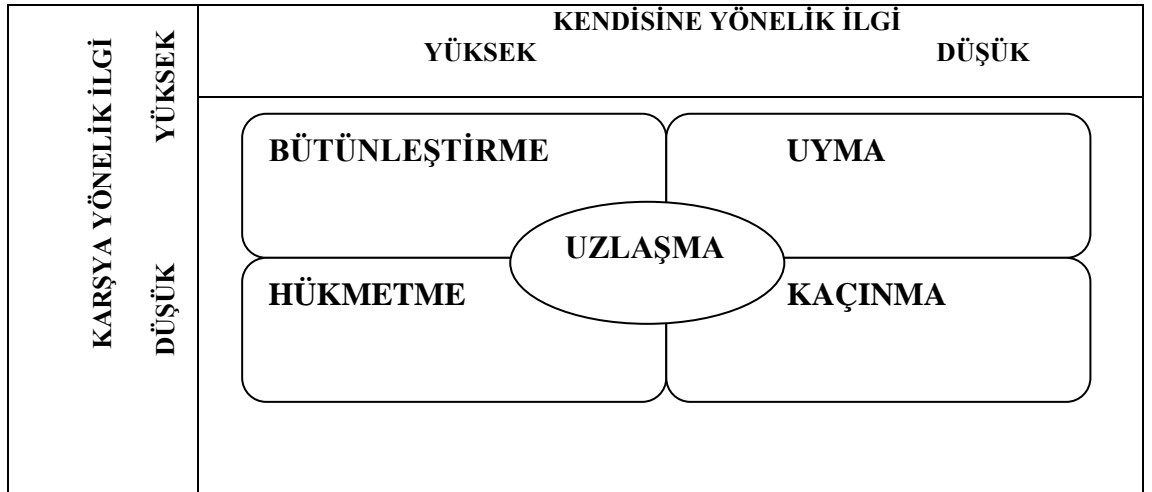 KENDİSİNE YÖNELİK İLGİ
YÜKSEK DÜŞÜK
KARŞYA YÖNELİK İLGİ
YÜKSEK
DÜŞÜK
BÜTÜNLEŞTİRME
UYMA
UZLAŞMA
HÜKMETME
KAÇINMA